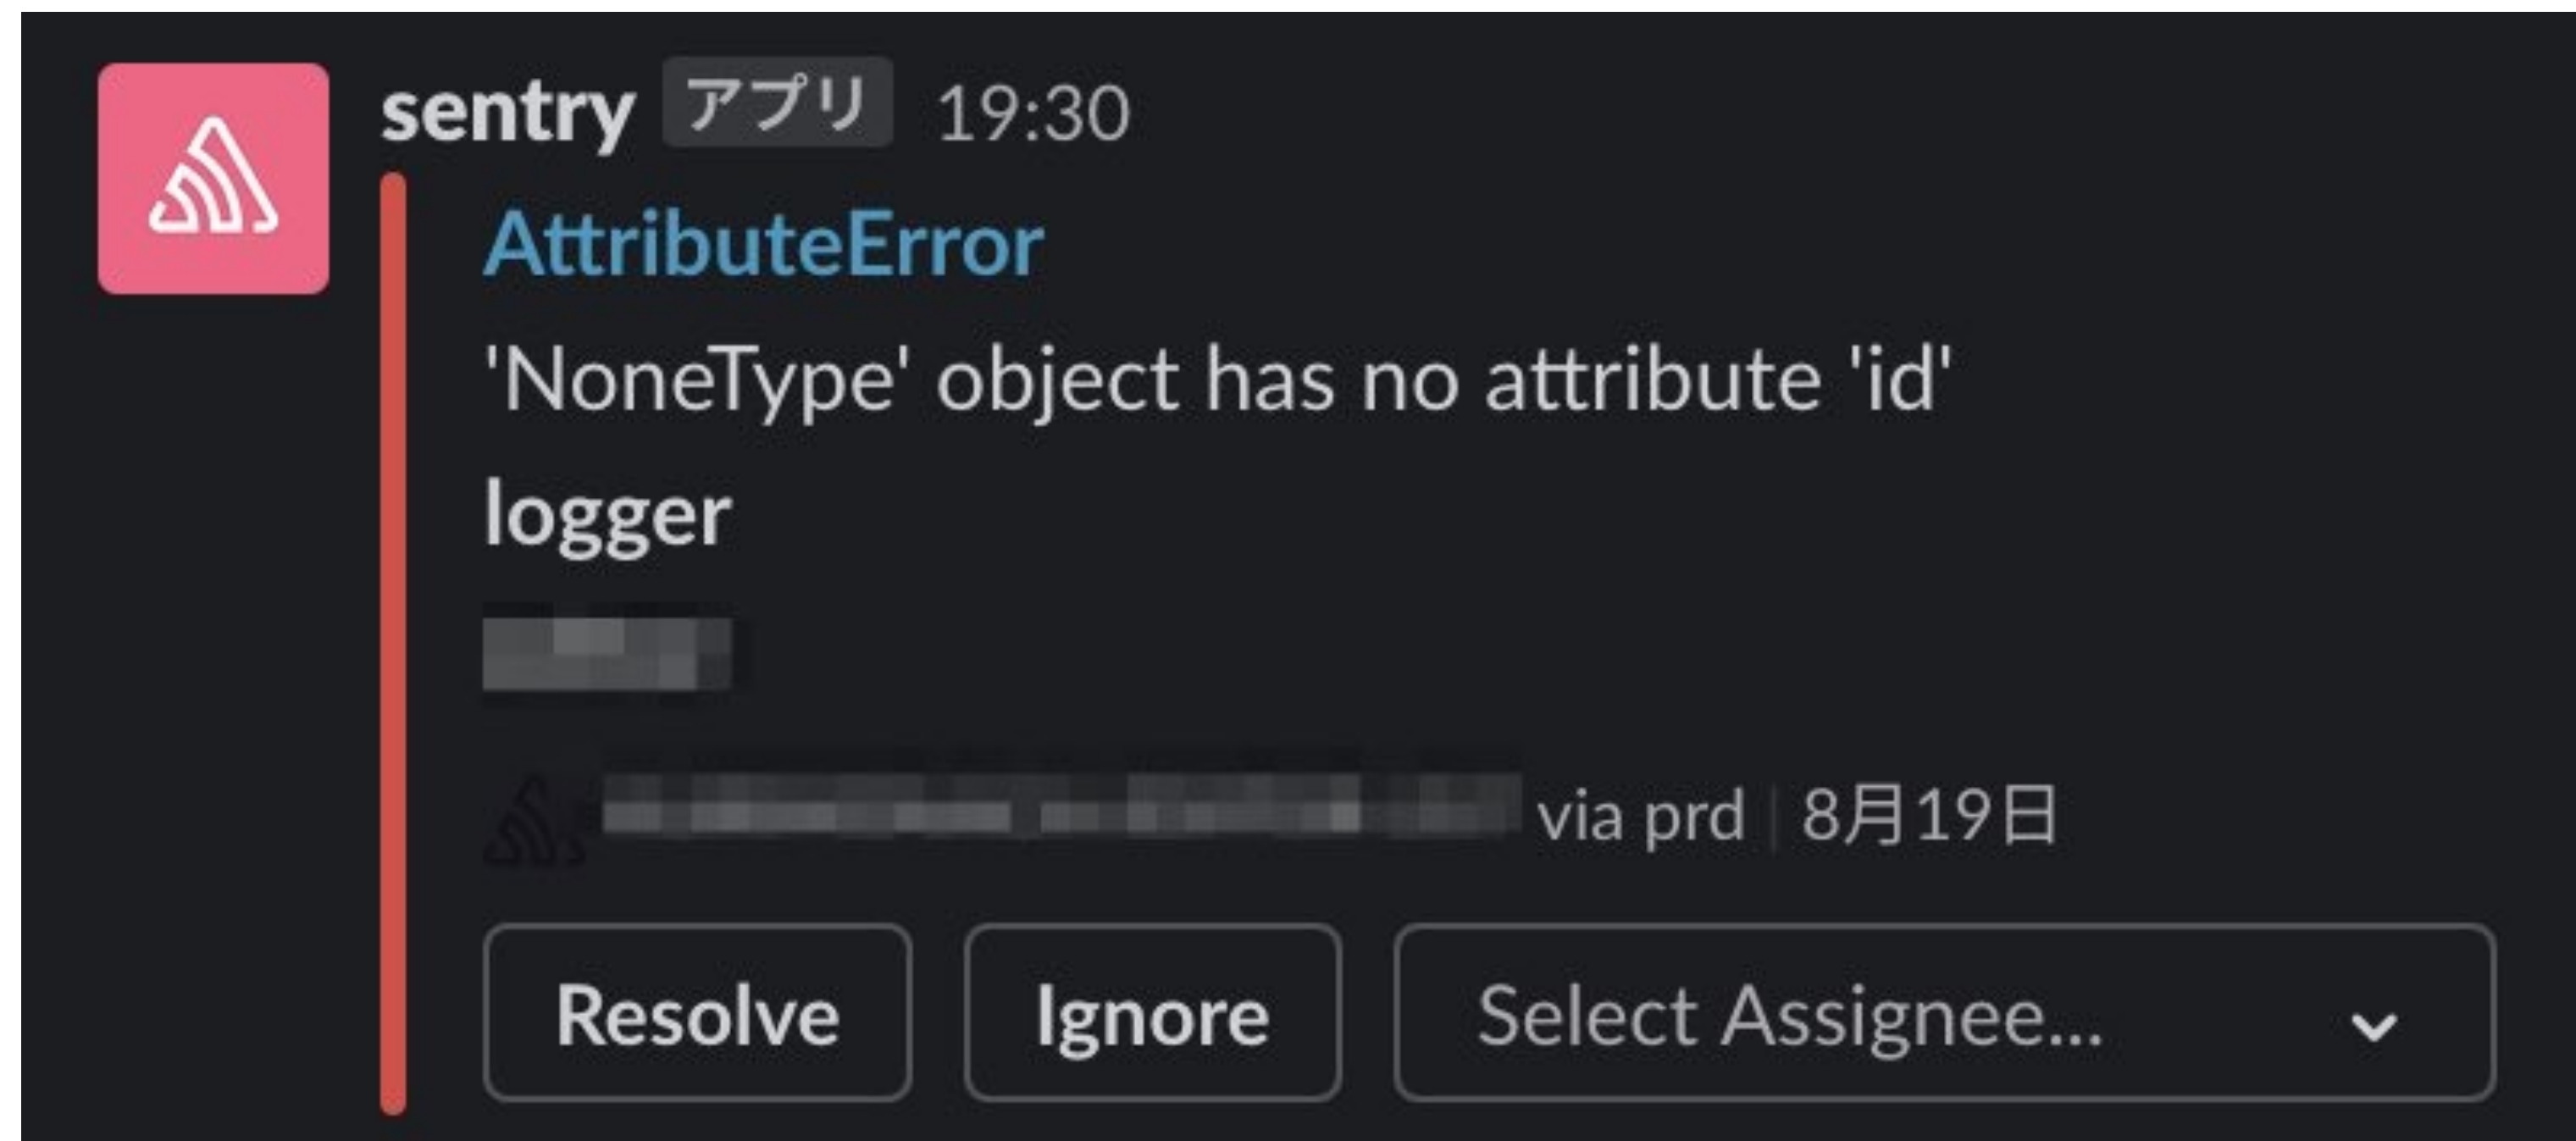 sentry アプリ 19:30
AttributeError
'NoneType' object has no attribute 'id'
logger
via prd | 8月19日
Resolve Ignore Select Assignee...